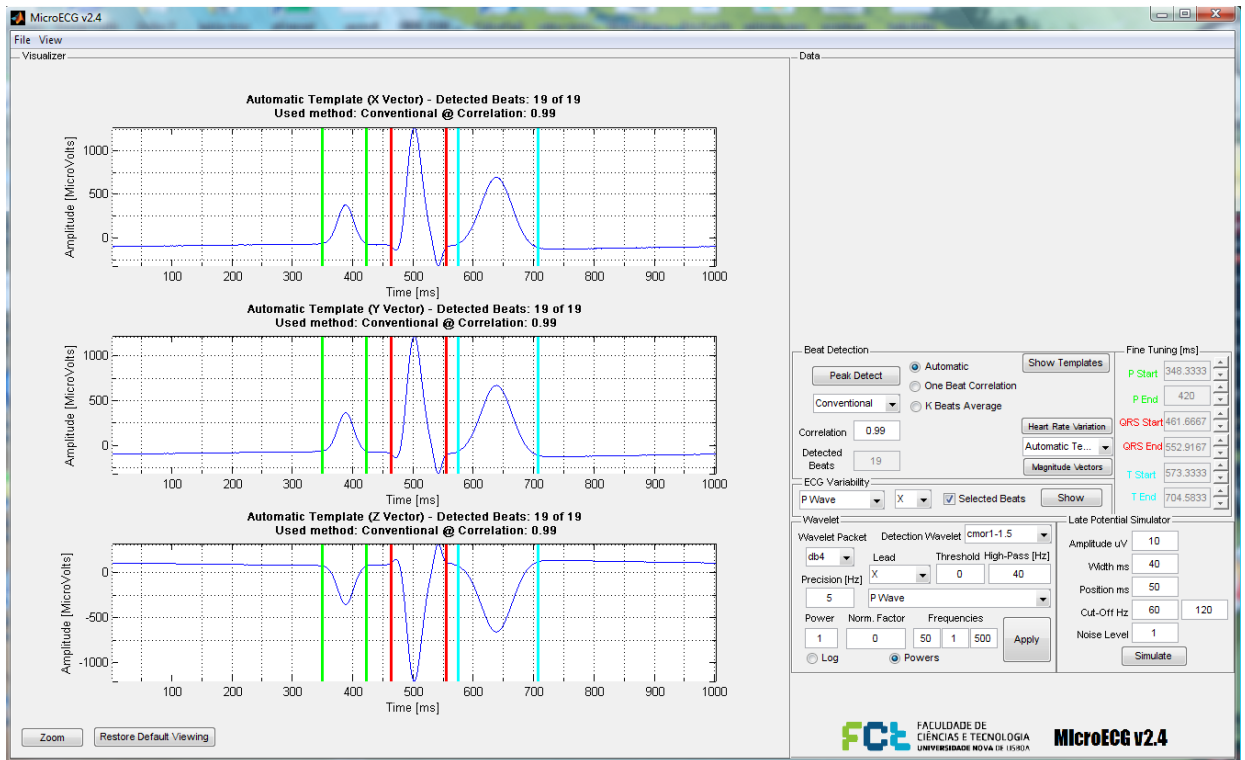 MicroECG v2.4
File View
Visualizer
Automatic Template (X Vector) - Detected Beats: 19 of 19
Used method: Conventional @ Correlation: 0.99
Amplitude [MicroVolts]
1000
500
0
100 200 300 400 500 600 700 800 900 1000
Time [ms]
Automatic Template (Y Vector) - Detected Beats: 19 of 19
Used method: Conventional @ Correlation: 0.99
Amplitude [MicroVolts]
1000
500
0
100 200 300 400 500 600 700 800 900 1000
Time [ms]
Automatic Template (Z Vector) - Detected Beats: 19 of 19
Used method: Conventional @ Correlation: 0.99
Amplitude [MicroVolts]
0
-500
-1000
100 200 300 400 500 600 700 800 900 1000
Time [ms]
Zoom Restore Default Viewing
Data
Beat Detection
Peak Detect
Automatic
Show Templates
One Beat Correlation
Conventional
K Beats Average
Correlation 0.99
Heart Rate Variation
Automatic Te...
Detected Beats 19
Magnitude Vectors
Fine Tuning [ms]
P Start 348.3333
P End 420
QRS Start 461.6667
QRS End 552.9167
T Start 573.3333
T End 704.5833
ECG Variability
P Wave X Selected Beats Show
Wavelet
Wavelet Packet Detection Wavelet cmor1-1.5
db4 Lead Threshold High-Pass [Hz]
X 0 40
Precision [Hz]
5 P Wave
Power Norm. Factor Frequencies
1 0 50 1 500 Apply
Log Powers
Late Potential Simulator
Amplitude uV 10
Width ms 40
Position ms 50
Cut-Off Hz 60 120
Noise Level 1
Simulate
FCt
FACULDADE DE
CIÊNCIAS E TECNOLOGIA
UNIVERSIDADE NOVA DE LISBOA
MicroECG v2.4